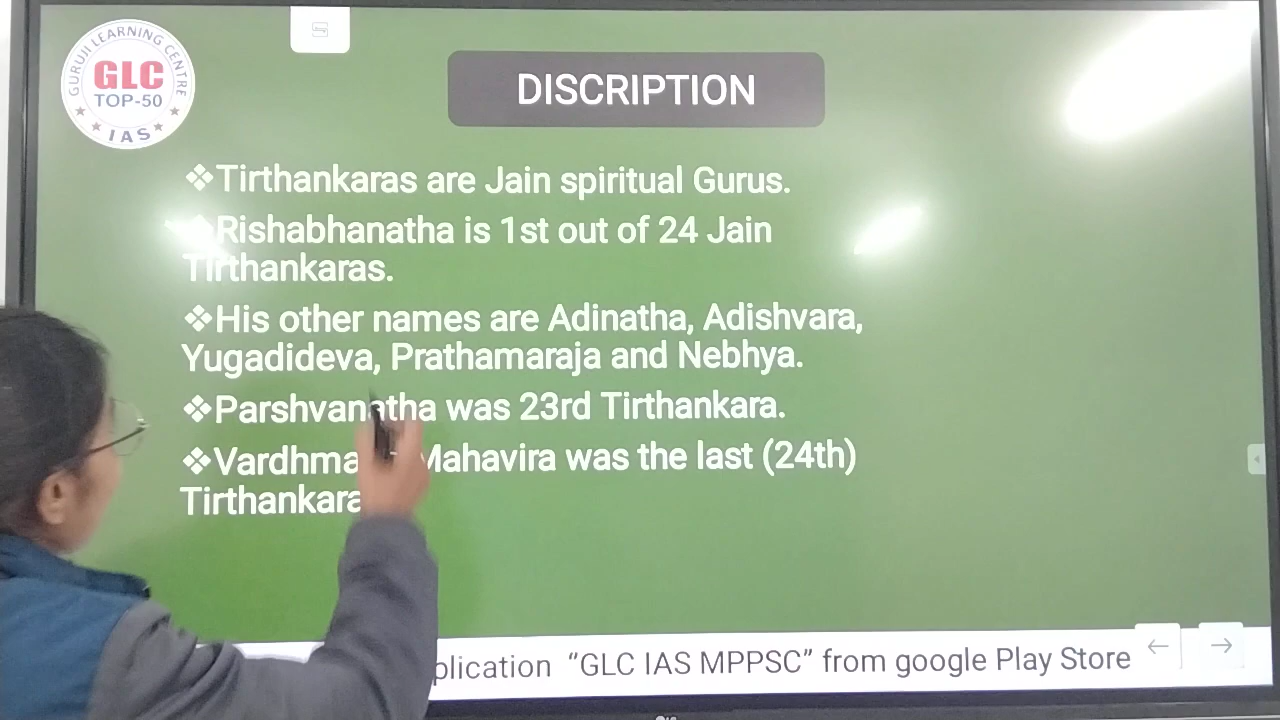 GURUJI LEARNING CENTRE
GLC
TOP-50
IAS
DISCRIPTION
❖Tirthankaras are Jain spiritual Gurus.
Rishabhanatha is 1st out of 24 Jain
Tirthankaras.
❖His other names are Adinatha, Adishvara,
Yugadideva, Prathamaraja and Nebhya.
❖Parshvanatha was 23rd Tirthankara.
❖Mahavira was the last (24th)
Tirthankara
"GLC IAS MPPSC" from google Play Store